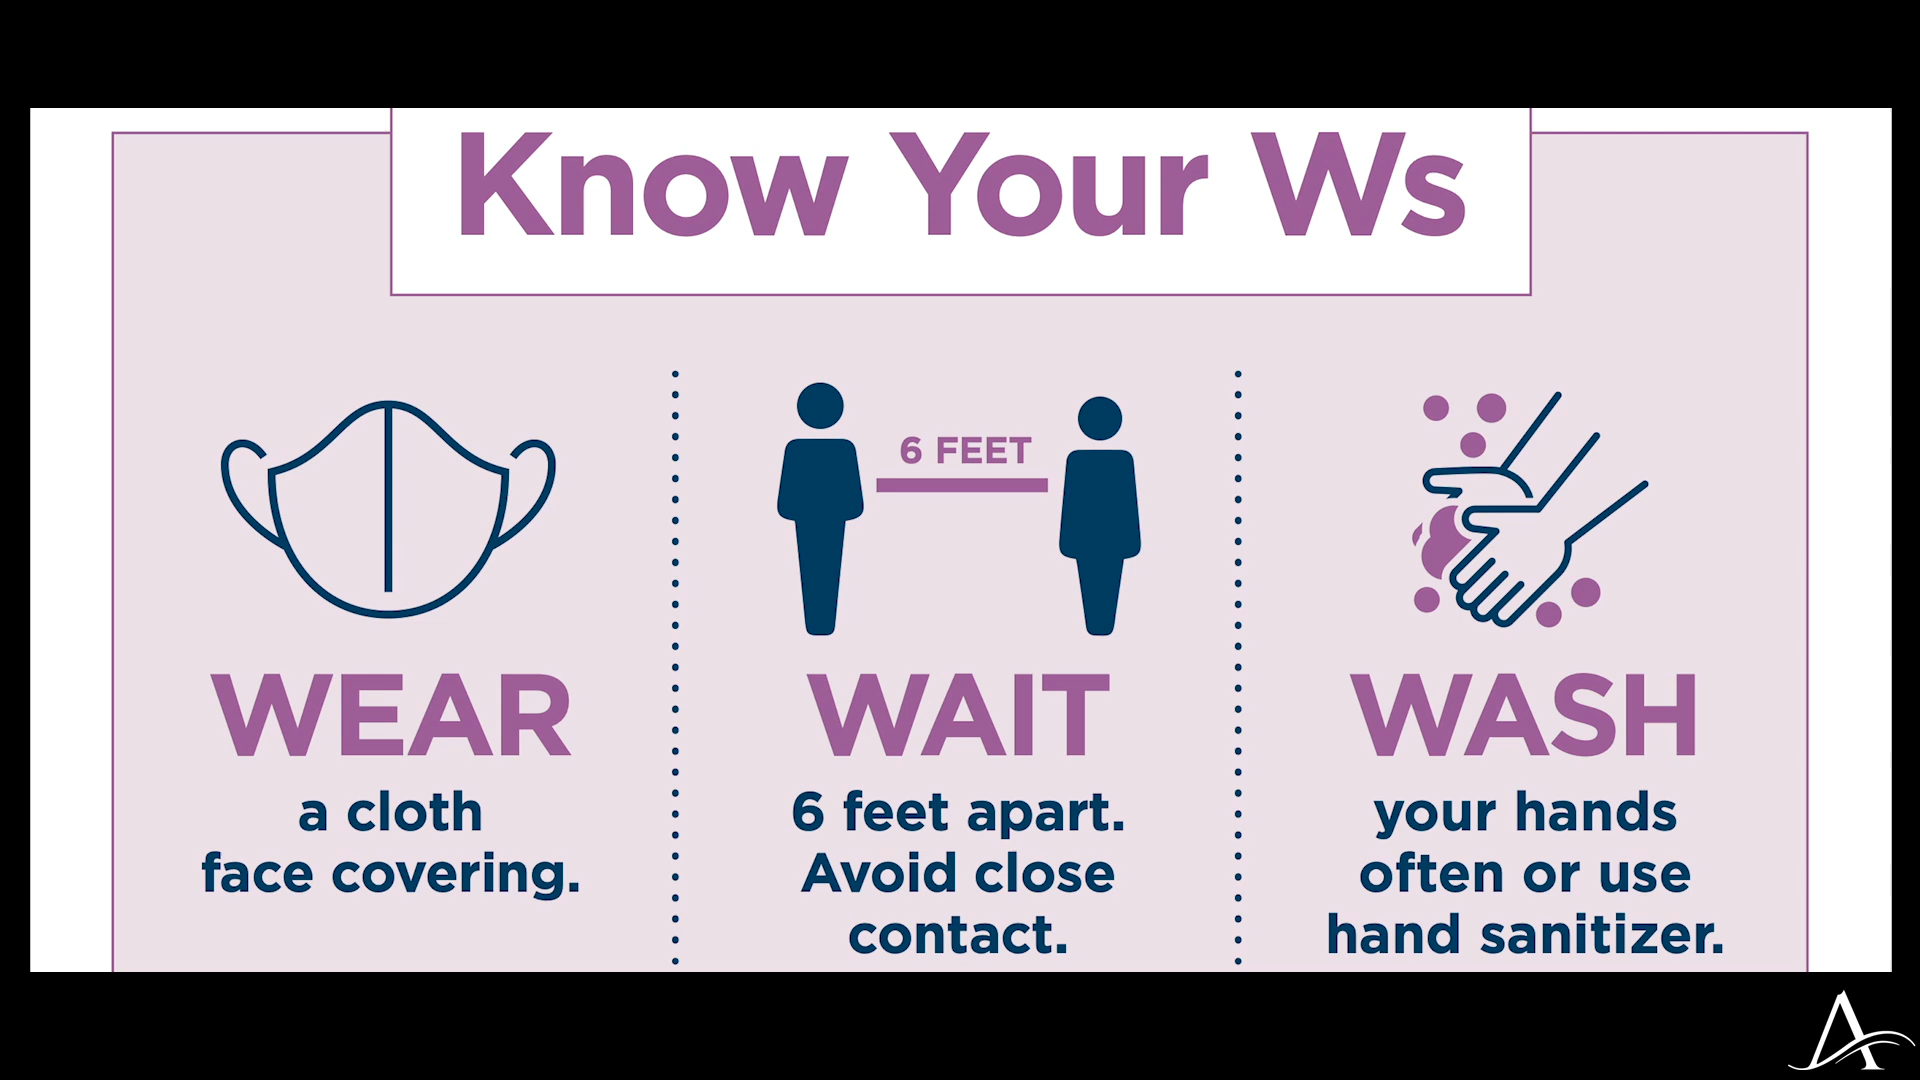 Know Your Ws
6 FEET
WEAR
a cloth
face covering.
WAIT
6 feet apart.
Avoid close
contact.
WASH
your hands
often or use
hand sanitizer.
A